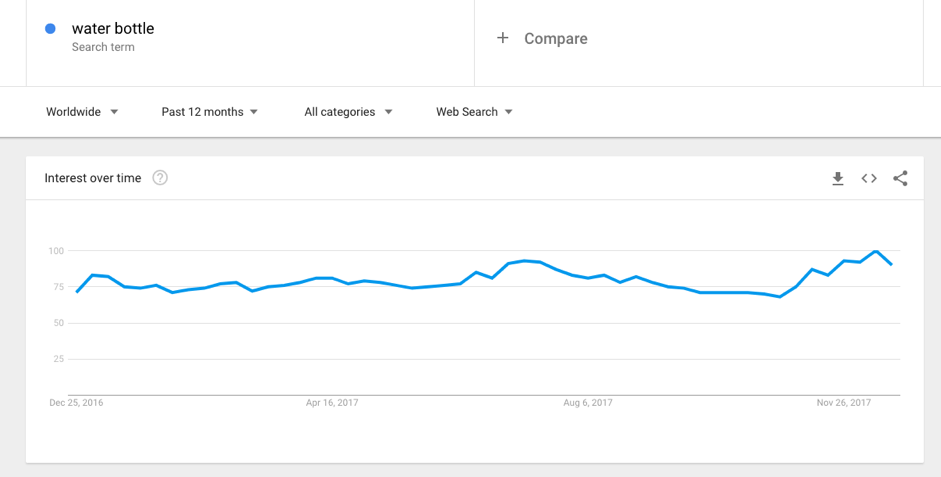 water bottle
Search term
+ Compare
Worldwide
Past 12 months
All categories
Web Search
Interest over time ?
100
75
50
25
Dec 25, 2016
Apr 16, 2017
Aug 6, 2017
Nov 26, 2017